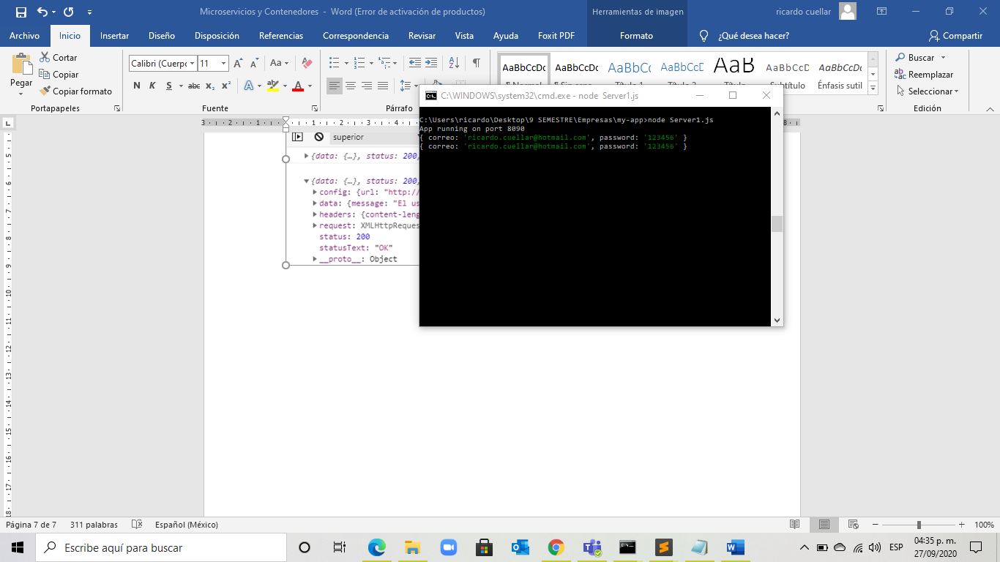 Microservicios y Contenedores - Word (Error de activación de productos)
Herramientas de imagen
ricardo cuellar
Archivo Inicio Insertar Diseño Disposición Referencias Correspondencia Revisar Vista Ayuda Foxit PDF Formato ¿Qué desea hacer? Compartir
Pegar
Cortar
Copiar
Copiar formato
Portapapeles
Calibri (Cuerpo 11
N K S abc x₂ x²
Fuente
Párrafo
AaBbCcDc AaBbCcDc AaBbCc AaBbCcD AaB AaBbCcD AaBbCcDc
Énfasis sutil
Buscar
Reemplazar
Seleccionar
Edición
C:\WINDOWS\system32\cmd.exe - node Server1.js
C:\Users\ricardo\Desktop\9 SEMESTRE\Empresas\my-app>node Server1.js
App running on port 8090
{ correo: 'ricardo.cuellar@hotmail.com', password: '123456' }
{ correo: 'ricardo.cuellar@hotmail.com', password: '123456' }
superior
{data: {…}, status: 200,
{data: {…}, status: 200,
config: {url: "http://
data: {message: "El us
headers: {content-leng
request: XMLHttpReques
status: 200
statusText: "OK"
__proto__: Object
Página 7 de 7 311 palabras Español (México) 100%
Escribe aquí para buscar
ESP
04:35 p. m.
27/09/2020